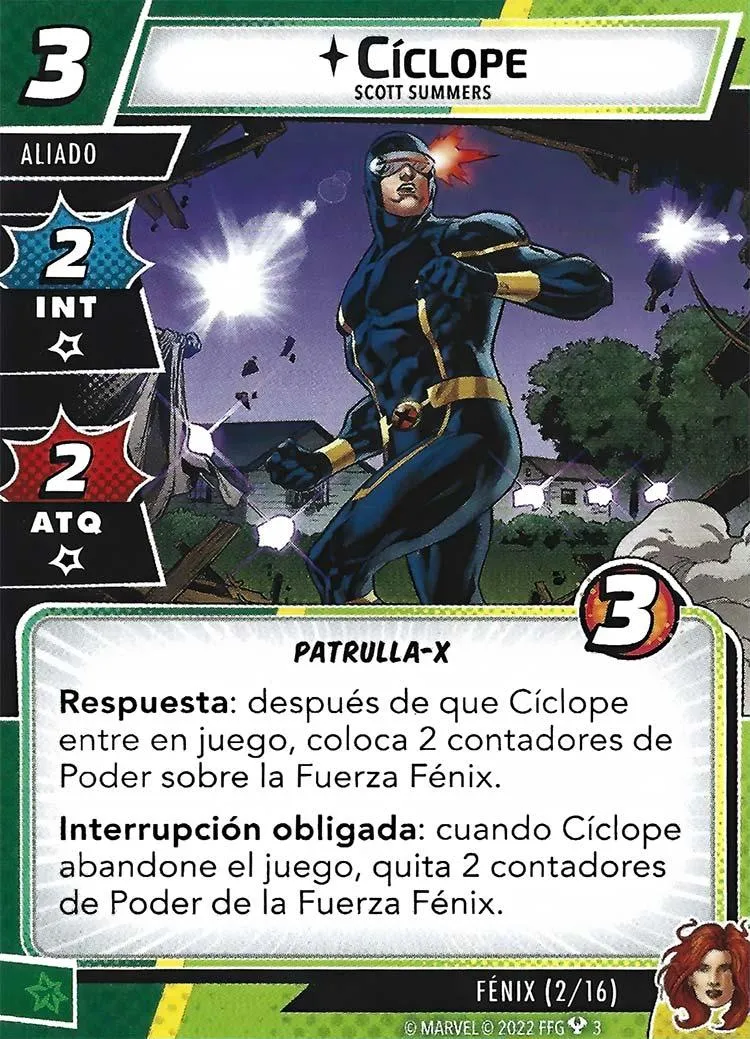 3
CÍCLOPE
SCOTT SUMMERS
ALIADO
2
INT
2
ATQ
3
PATRULLA-X
Respuesta: después de que Cíclope
entre en juego, coloca 2 contadores de
Poder sobre la Fuerza Fénix.
Interrupción obligada: cuando Cíclope
abandone el juego, quita 2 contadores
de Poder de la Fuerza Fénix.
FÉNIX (2/16)
© MARVEL © 2022 FFG 3